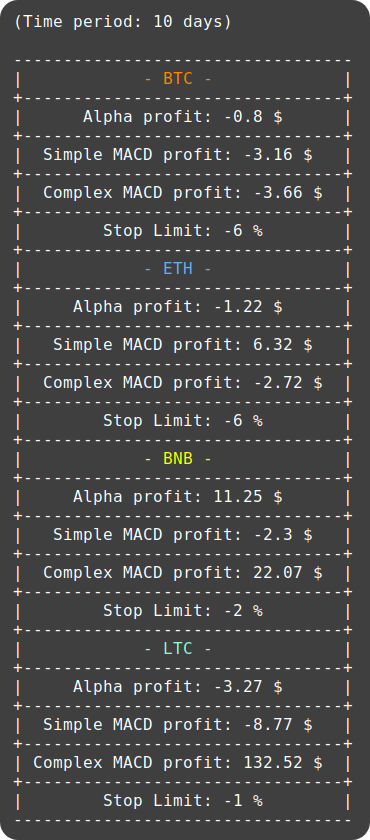 (Time period: 10 days)
----------------------------------
|            - BTC -             |
+--------------------------------+
|      Alpha profit: -0.8 $      |
+--------------------------------+
|  Simple MACD profit: -3.16 $   |
+--------------------------------+
|  Complex MACD profit: -3.66 $  |
+--------------------------------+
|        Stop Limit: -6 %        |
+--------------------------------+
|            - ETH -             |
+--------------------------------+
|     Alpha profit: -1.22 $      |
+--------------------------------+
|   Simple MACD profit: 6.32 $   |
+--------------------------------+
|  Complex MACD profit: -2.72 $  |
+--------------------------------+
|        Stop Limit: -6 %        |
+--------------------------------+
|            - BNB -             |
+--------------------------------+
|     Alpha profit: 11.25 $      |
+--------------------------------+
|   Simple MACD profit: -2.3 $   |
+--------------------------------+
|  Complex MACD profit: 22.07 $  |
+--------------------------------+
|        Stop Limit: -2 %        |
+--------------------------------+
|            - LTC -             |
+--------------------------------+
|     Alpha profit: -3.27 $      |
+--------------------------------+
|  Simple MACD profit: -8.77 $   |
+--------------------------------+
| Complex MACD profit: 132.52 $  |
+--------------------------------+
|        Stop Limit: -1 %        |
----------------------------------